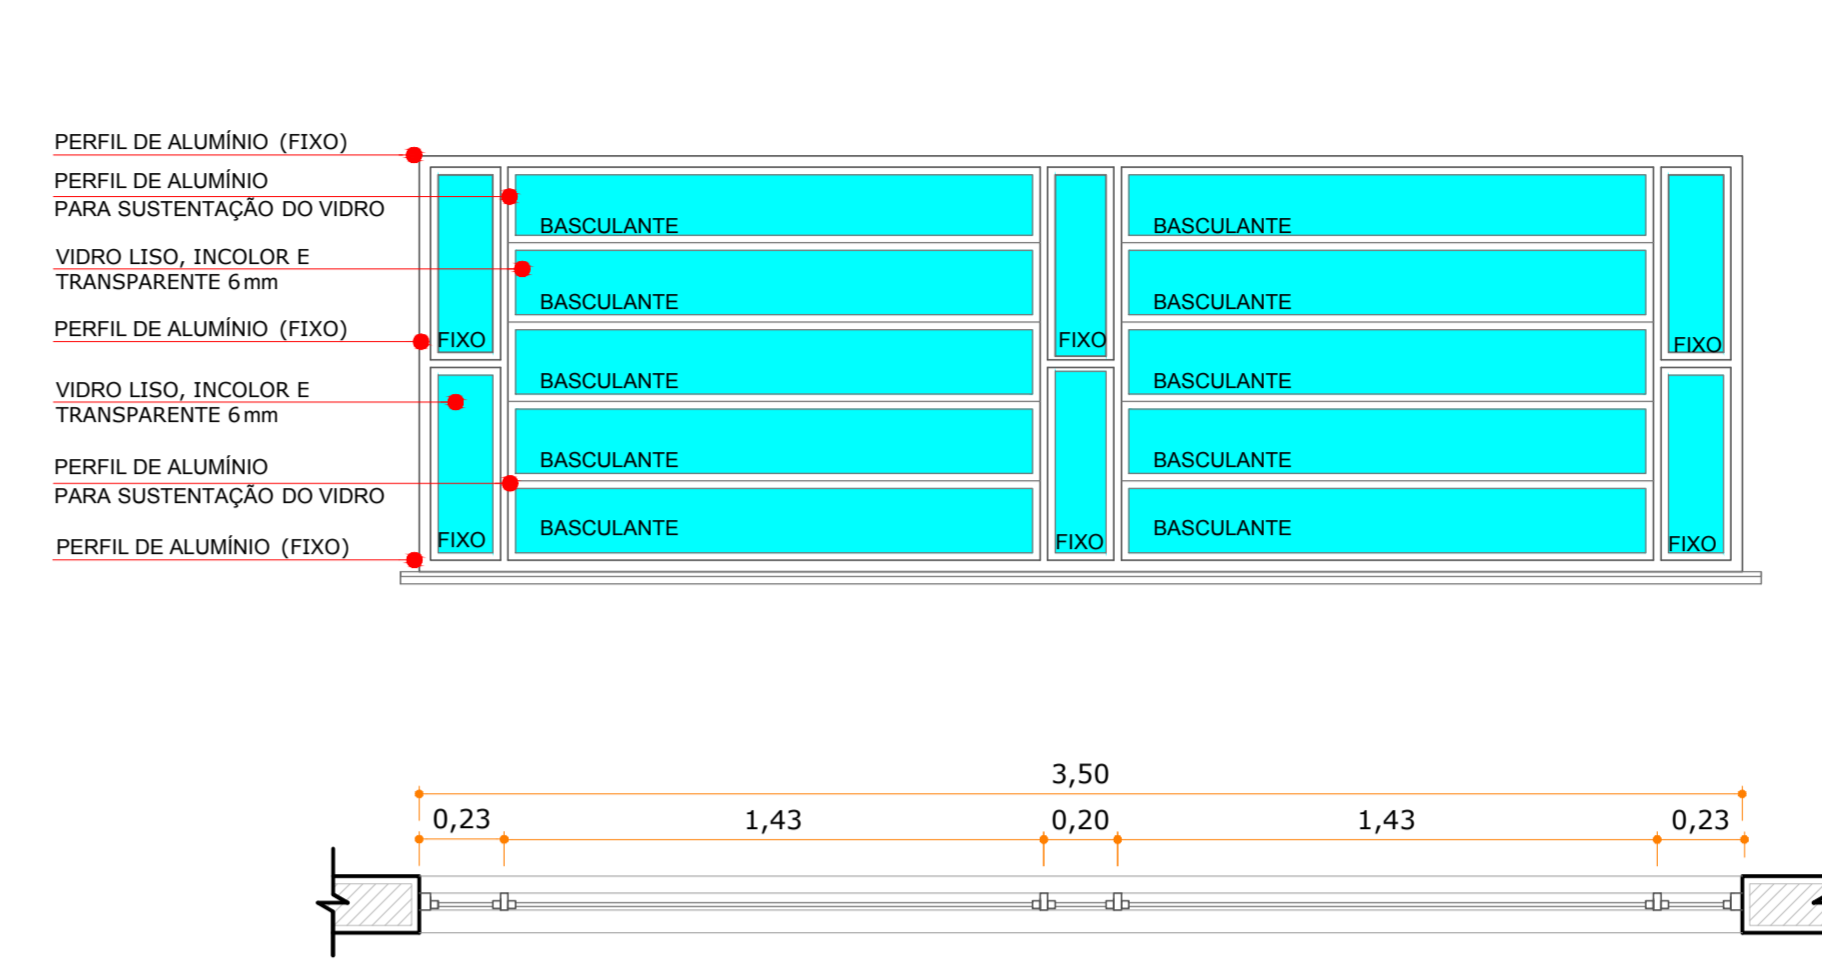 PERFIL DE ALUMÍNIO (FIXO)
PERFIL DE ALUMÍNIO
PARA SUSTENTAÇÃO DO VIDRO
VIDRO LISO, INCOLOR E
TRANSPARENTE 6mm
PERFIL DE ALUMÍNIO (FIXO)
VIDRO LISO, INCOLOR E
TRANSPARENTE 6mm
PERFIL DE ALUMÍNIO
PARA SUSTENTAÇÃO DO VIDRO
PERFIL DE ALUMÍNIO (FIXO)
BASCULANTE BASCULANTE
BASCULANTE BASCULANTE
FIXO FIXO FIXO
BASCULANTE BASCULANTE
BASCULANTE BASCULANTE
BASCULANTE BASCULANTE
FIXO FIXO FIXO
3,50
0,23 1,43 0,20 1,43 0,23